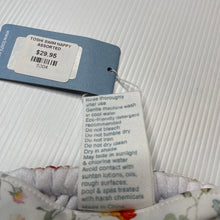 TOSHI SWIM NAPPY
ASSORTED
$29.95
Rinse thoroughly
after use
Gentle machine wash
in cool water
Eco-friendly detergent
recommended
Do not bleach
Do not tumble dry
Do not iron
Do not dry clean
Dry in shade
May fade in sunlight
& chlorine water
Avoid contact with
suntan lotions, oils,
rough surfaces,
pool & spas treated
with harsh chemicals